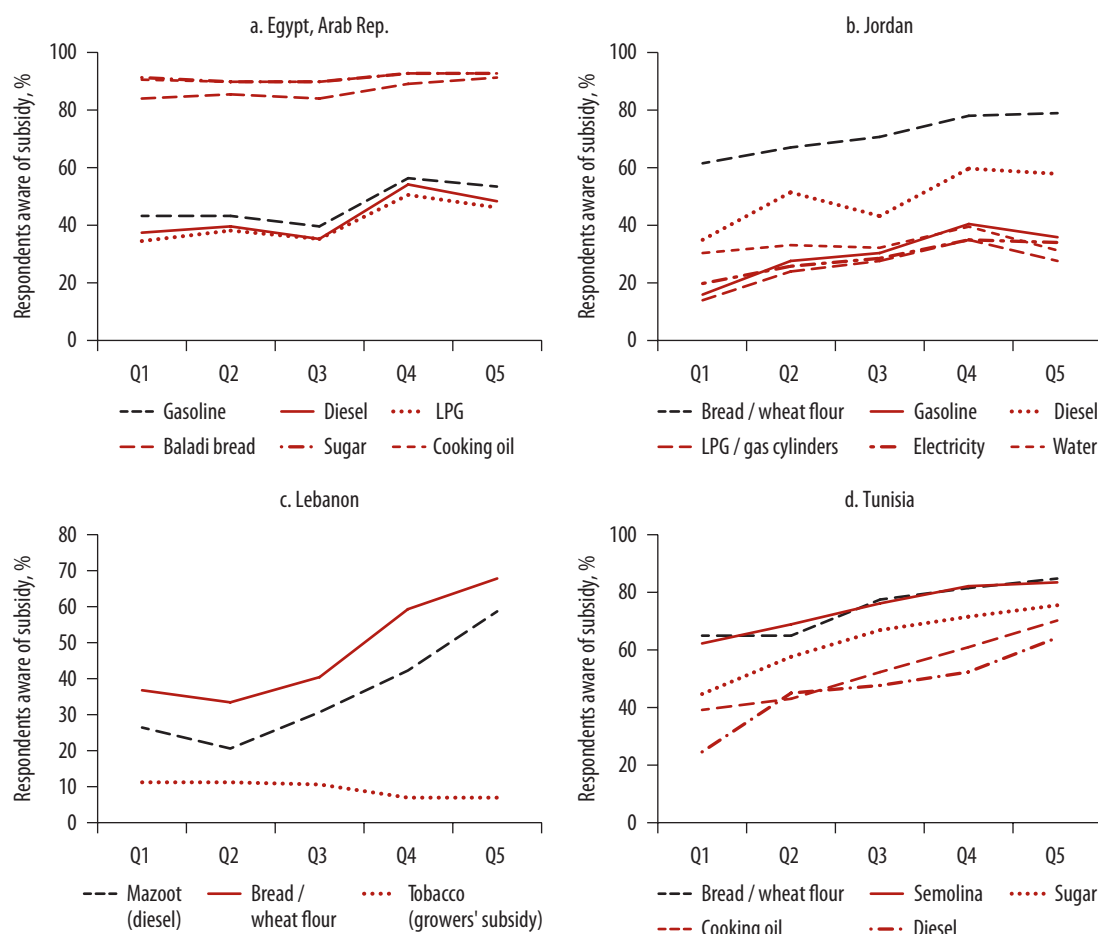 a. Egypt, Arab Rep.
Respondents aware of subsidy, %
100
80
60
40
20
0
Q1 Q2 Q3 Q4 Q5
Gasoline Diesel LPG
Baladi bread Sugar Cooking oil
b. Jordan
Respondents aware of subsidy, %
100
80
60
40
20
0
Q1 Q2 Q3 Q4 Q5
Bread / wheat flour Gasoline Diesel
LPG / gas cylinders Electricity Water
c. Lebanon
Respondents aware of subsidy, %
80
70
60
50
40
30
20
10
0
Q1 Q2 Q3 Q4 Q5
Mazoot Bread / Tobacco
(diesel) wheat flour (growers' subsidy)
d. Tunisia
Respondents aware of subsidy, %
100
80
60
40
20
0
Q1 Q2 Q3 Q4 Q5
Bread / wheat flour Semolina Sugar
Cooking oil Diesel